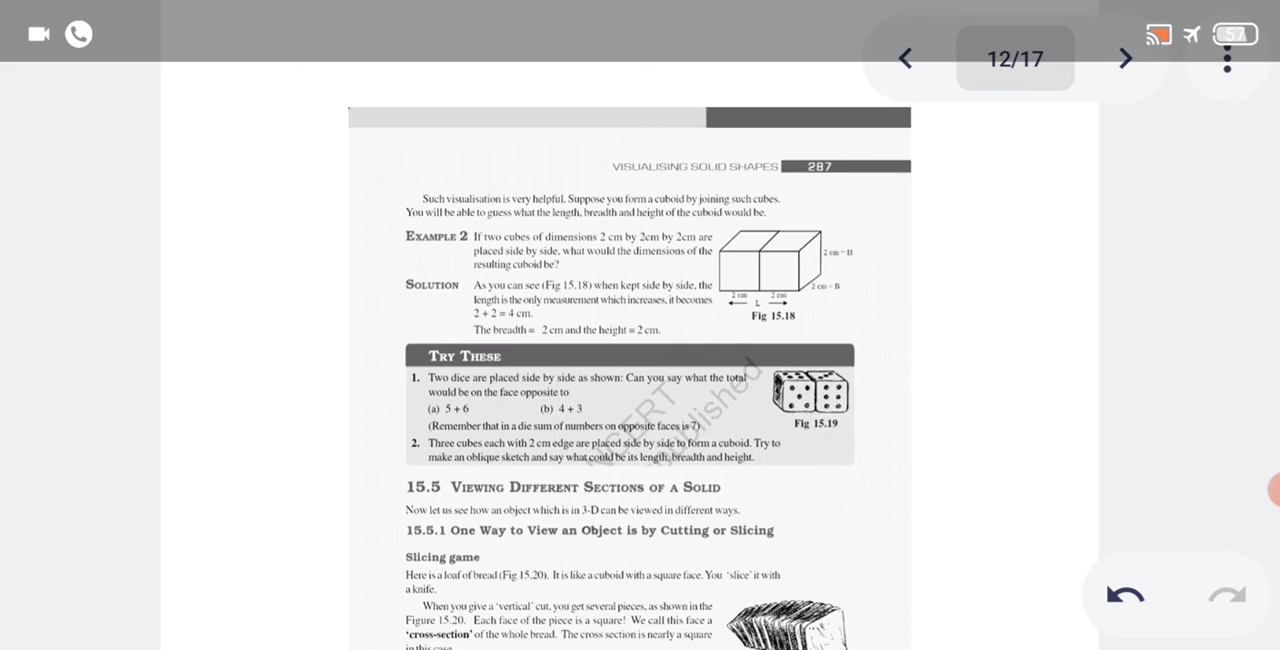 57
12/17
VISUALISING SOLID SHAPES 287
Such visualisation is very helpful. Suppose you form a cuboid by joining such cubes.
You will be able to guess what the length, breadth and height of the cuboid would be.
EXAMPLE 2 If two cubes of dimensions 2 cm by 2cm by 2cm are
placed side by side, what would the dimensions of the
resulting cuboid be?
2 cm = H
SOLUTION As you can see (Fig 15.18) when kept side by side, the
length is the only measurement which increases, it becomes
2 + 2 = 4 cm.
The breadth = 2 cm and the height = 2 cm.
2 cm = B
2 cm 2 cm
L
Fig 15.18
TRY THESE
1. Two dice are placed side by side as shown: Can you say what the total
would be on the face opposite to
(a) 5 + 6 (b) 4 + 3
(Remember that in a die sum of numbers on opposite faces is 7)
Fig 15.19
2. Three cubes each with 2 cm edge are placed side by side to form a cuboid. Try to
make an oblique sketch and say what could be its length, breadth and height.
15.5 VIEWING DIFFERENT SECTIONS OF A SOLID
Now let us see how an object which is in 3-D can be viewed in different ways.
15.5.1 One Way to View an Object is by Cutting or Slicing
Slicing game
Here is a loaf of bread (Fig 15.20). It is like a cuboid with a square face. You 'slice' it with
a knife.
When you give a 'vertical' cut, you get several pieces, as shown in the
Figure 15.20. Each face of the piece is a square! We call this face a
'cross-section' of the whole bread. The cross section is nearly a square
in this case.